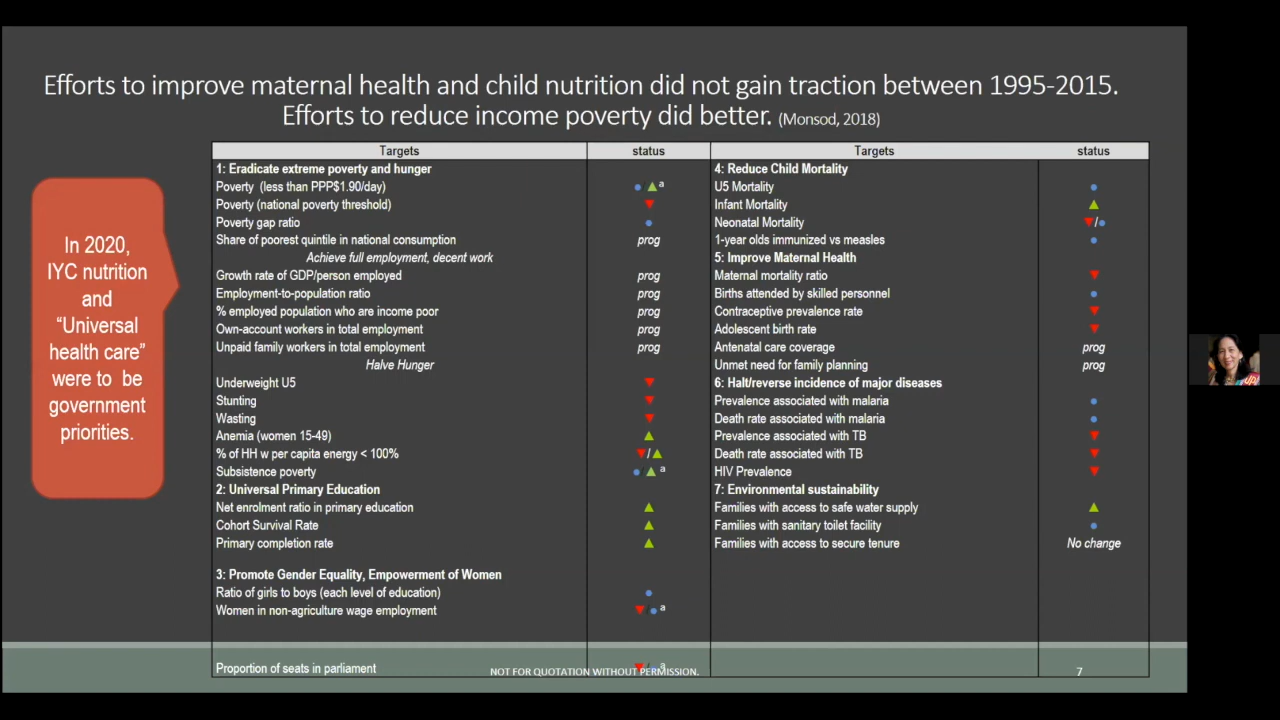 Efforts to improve maternal health and child nutrition did not gain traction between 1995-2015.
Efforts to reduce income poverty did better. (Monsod, 2018)
In 2020,
IYC nutrition
and
“Universal
health care”
were to be
government
priorities.
Targets status
1: Eradicate extreme poverty and hunger
Poverty (less than PPP$1.90/day) ●/▲a
Poverty (national poverty threshold) ▼
Poverty gap ratio ●
Share of poorest quintile in national consumption prog
Achieve full employment, decent work
Growth rate of GDP/person employed prog
Employment-to-population ratio prog
% employed population who are income poor prog
Own-account workers in total employment prog
Unpaid family workers in total employment prog
Halve Hunger
Underweight U5 ▼
Stunting ▼
Wasting ▼
Anemia (women 15-49) ▲
% of HH w per capita energy < 100% ▼/▲
Subsistence poverty ●/▲a
2: Universal Primary Education
Net enrolment ratio in primary education ▲
Cohort Survival Rate ▲
Primary completion rate ▲
3: Promote Gender Equality, Empowerment of Women
Ratio of girls to boys (each level of education) ●
Women in non-agriculture wage employment ▼/●a
Proportion of seats in parliament ▼/●a
Targets status
4: Reduce Child Mortality
U5 Mortality ●
Infant Mortality ▲
Neonatal Mortality ▼/●
1-year olds immunized vs measles ●
5: Improve Maternal Health
Maternal mortality ratio ▼
Births attended by skilled personnel ●
Contraceptive prevalence rate ▼
Adolescent birth rate ▼
Antenatal care coverage prog
Unmet need for family planning prog
6: Halt/reverse incidence of major diseases
Prevalence associated with malaria ●
Death rate associated with malaria ●
Prevalence associated with TB ▼
Death rate associated with TB ▼
HIV Prevalence ▼
7: Environmental sustainability
Families with access to safe water supply ▲
Families with sanitary toilet facility ●
Families with access to secure tenure No change
NOT FOR QUOTATION WITHOUT PERMISSION.
7